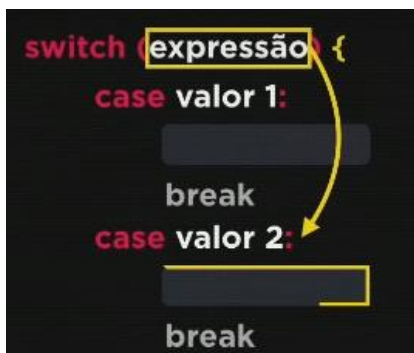 switch (expressão) {
case valor 1:
break
case valor 2:
break